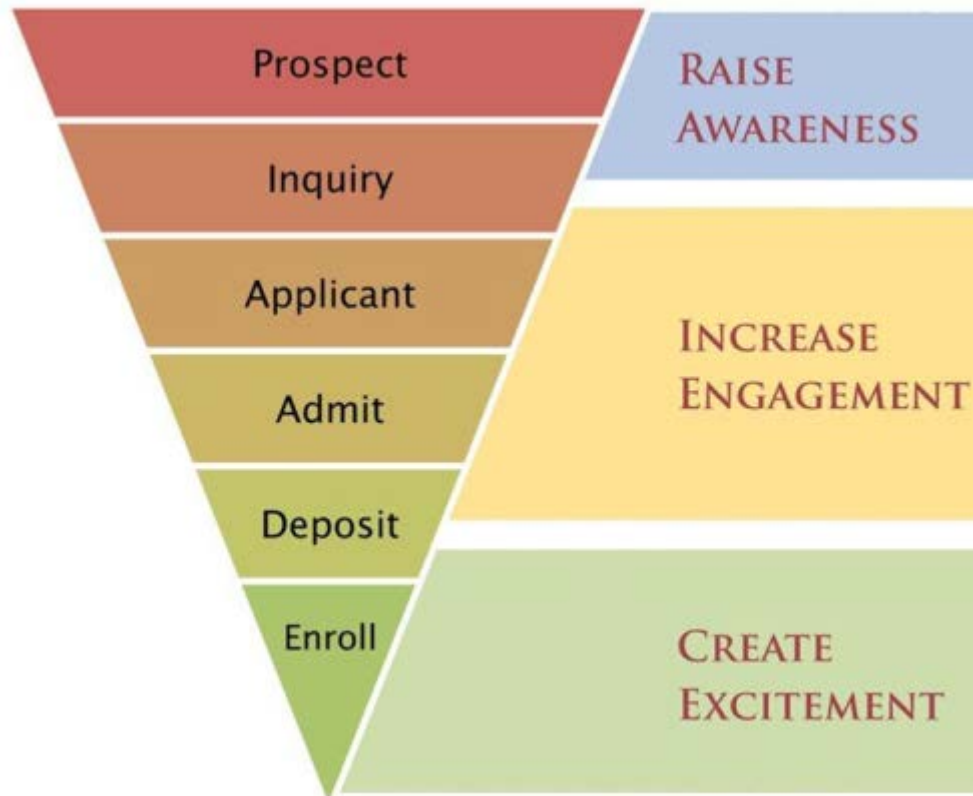 Prospect
Inquiry
Applicant
Admit
Deposit
Enroll
RAISE
AWARENESS
INCREASE
ENGAGEMENT
CREATE
EXCITEMENT